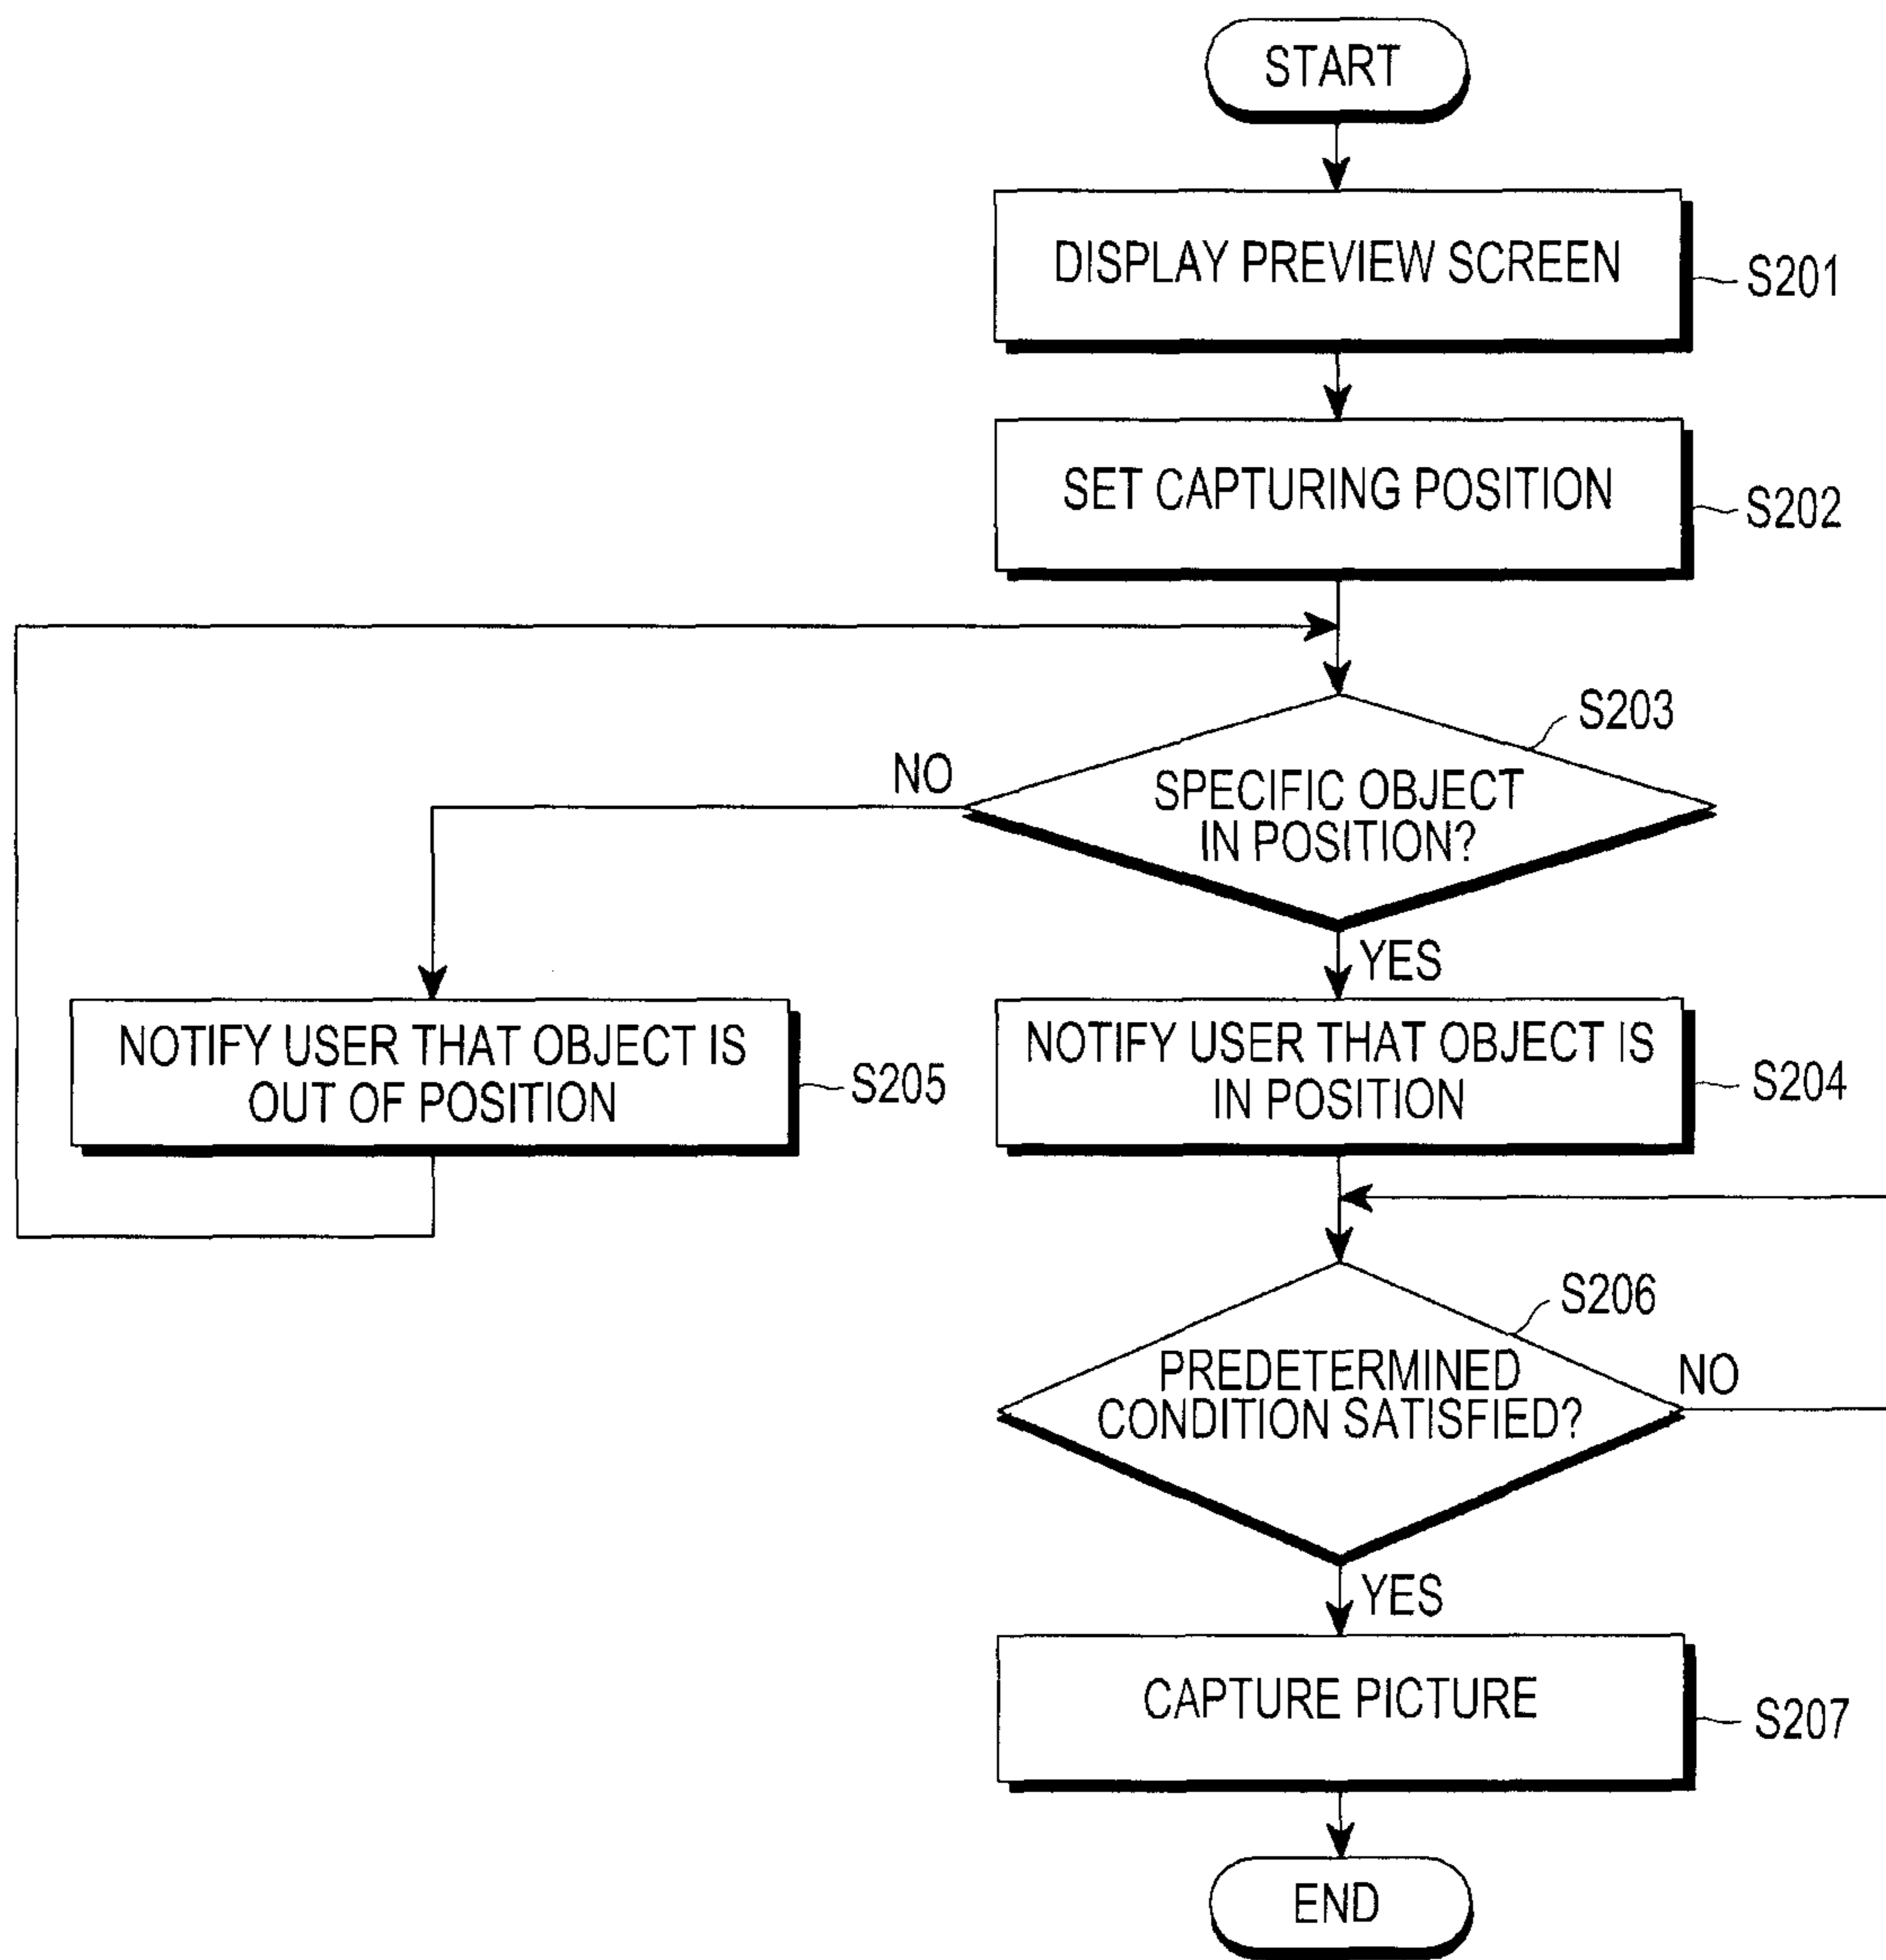 START
DISPLAY PREVIEW SCREEN
S201
SET CAPTURING POSITION
S202
S203
NO
SPECIFIC OBJECT
IN POSITION?
YES
NOTIFY USER THAT OBJECT IS
OUT OF POSITION
S205
NOTIFY USER THAT OBJECT IS
IN POSITION
S204
S206
PREDETERMINED
CONDITION SATISFIED?
NO
YES
CAPTURE PICTURE
S207
END